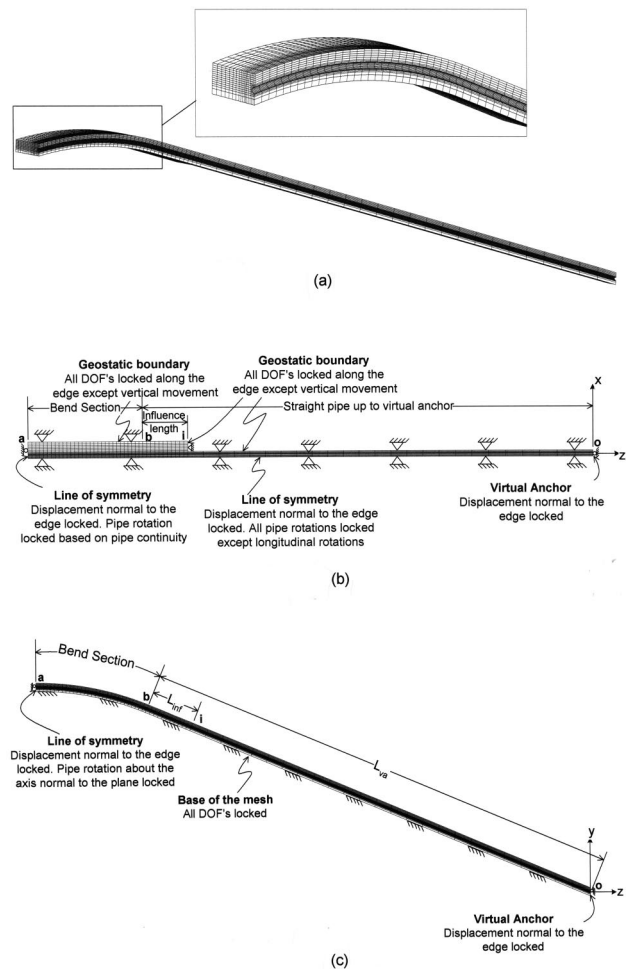 (a)
Geostatic boundary
All DOF's locked along the
edge except vertical movement
Geostatic boundary
All DOF's locked along the
edge except vertical movement
x
Bend Section
Straight pipe up to virtual anchor
Influence
length
a
b
i
o
z
Line of symmetry
Displacement normal to the
edge locked. Pipe rotation
locked based on pipe continuity
Line of symmetry
Displacement normal to the edge
locked. All pipe rotations locked
except longitudinal rotations
Virtual Anchor
Displacement normal to the
edge locked
(b)
Bend Section
a
b
Linf
i
Lva
Line of symmetry
Displacement normal to the edge
locked. Pipe rotation about the
axis normal to the plane locked
Base of the mesh
All DOF's locked
y
o
z
Virtual Anchor
Displacement normal to the
edge locked
(c)